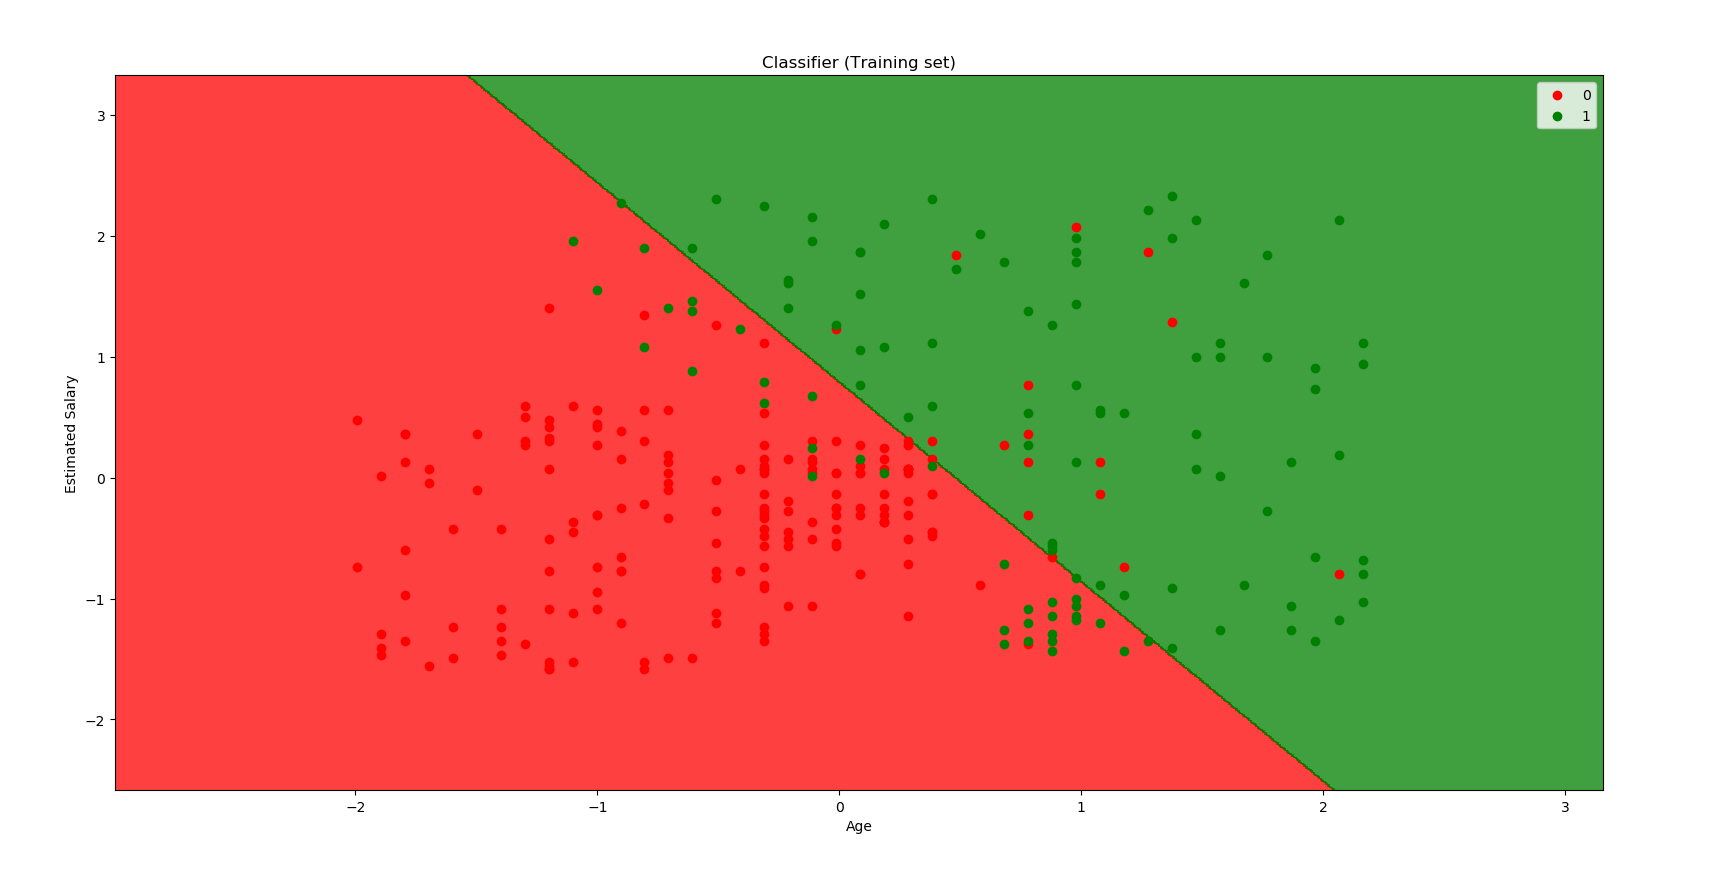 Classifier (Training set)
0
1
3
2
1
0
−1
−2
Estimated Salary
−2 −1 0 1 2 3
Age